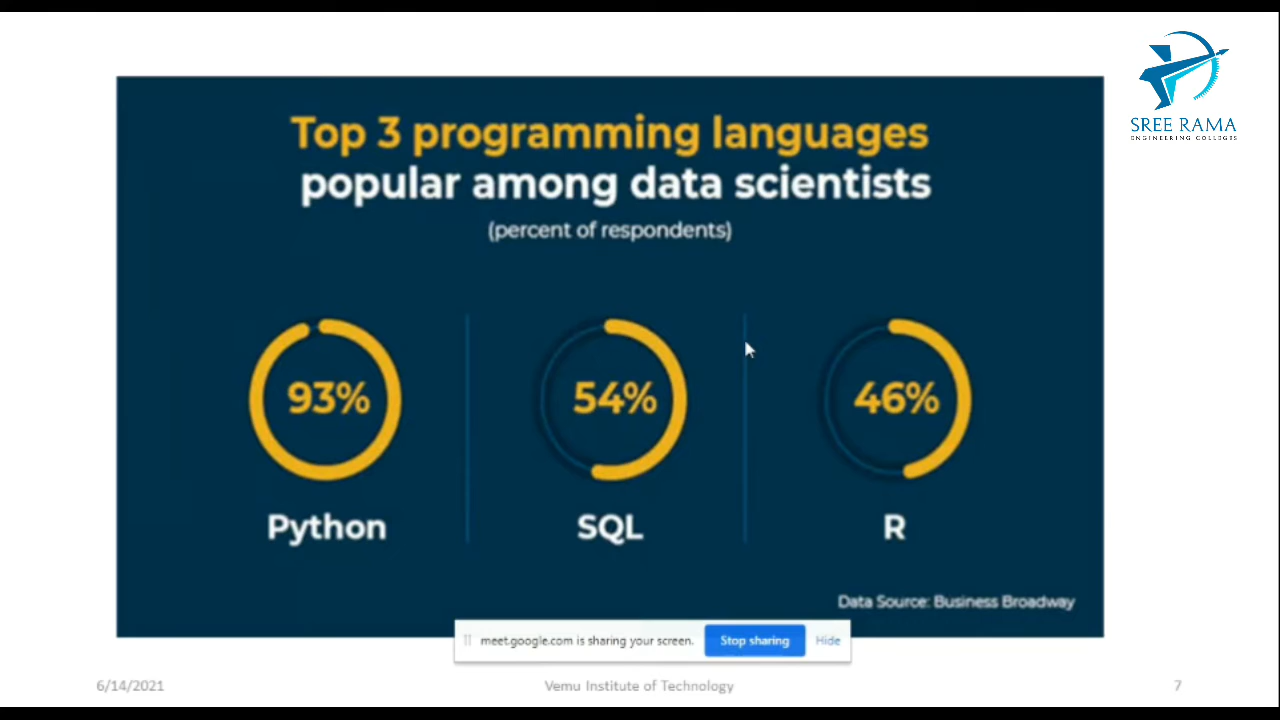 SREE RAMA
ENGINEERING COLLEGES
Top 3 programming languages
popular among data scientists
(percent of respondents)
93%
54%
46%
Python
SQL
R
Data Source: Business Broadway
meet.google.com is sharing your screen.
Stop sharing
Hide
6/14/2021
Vemu Institute of Technology
7